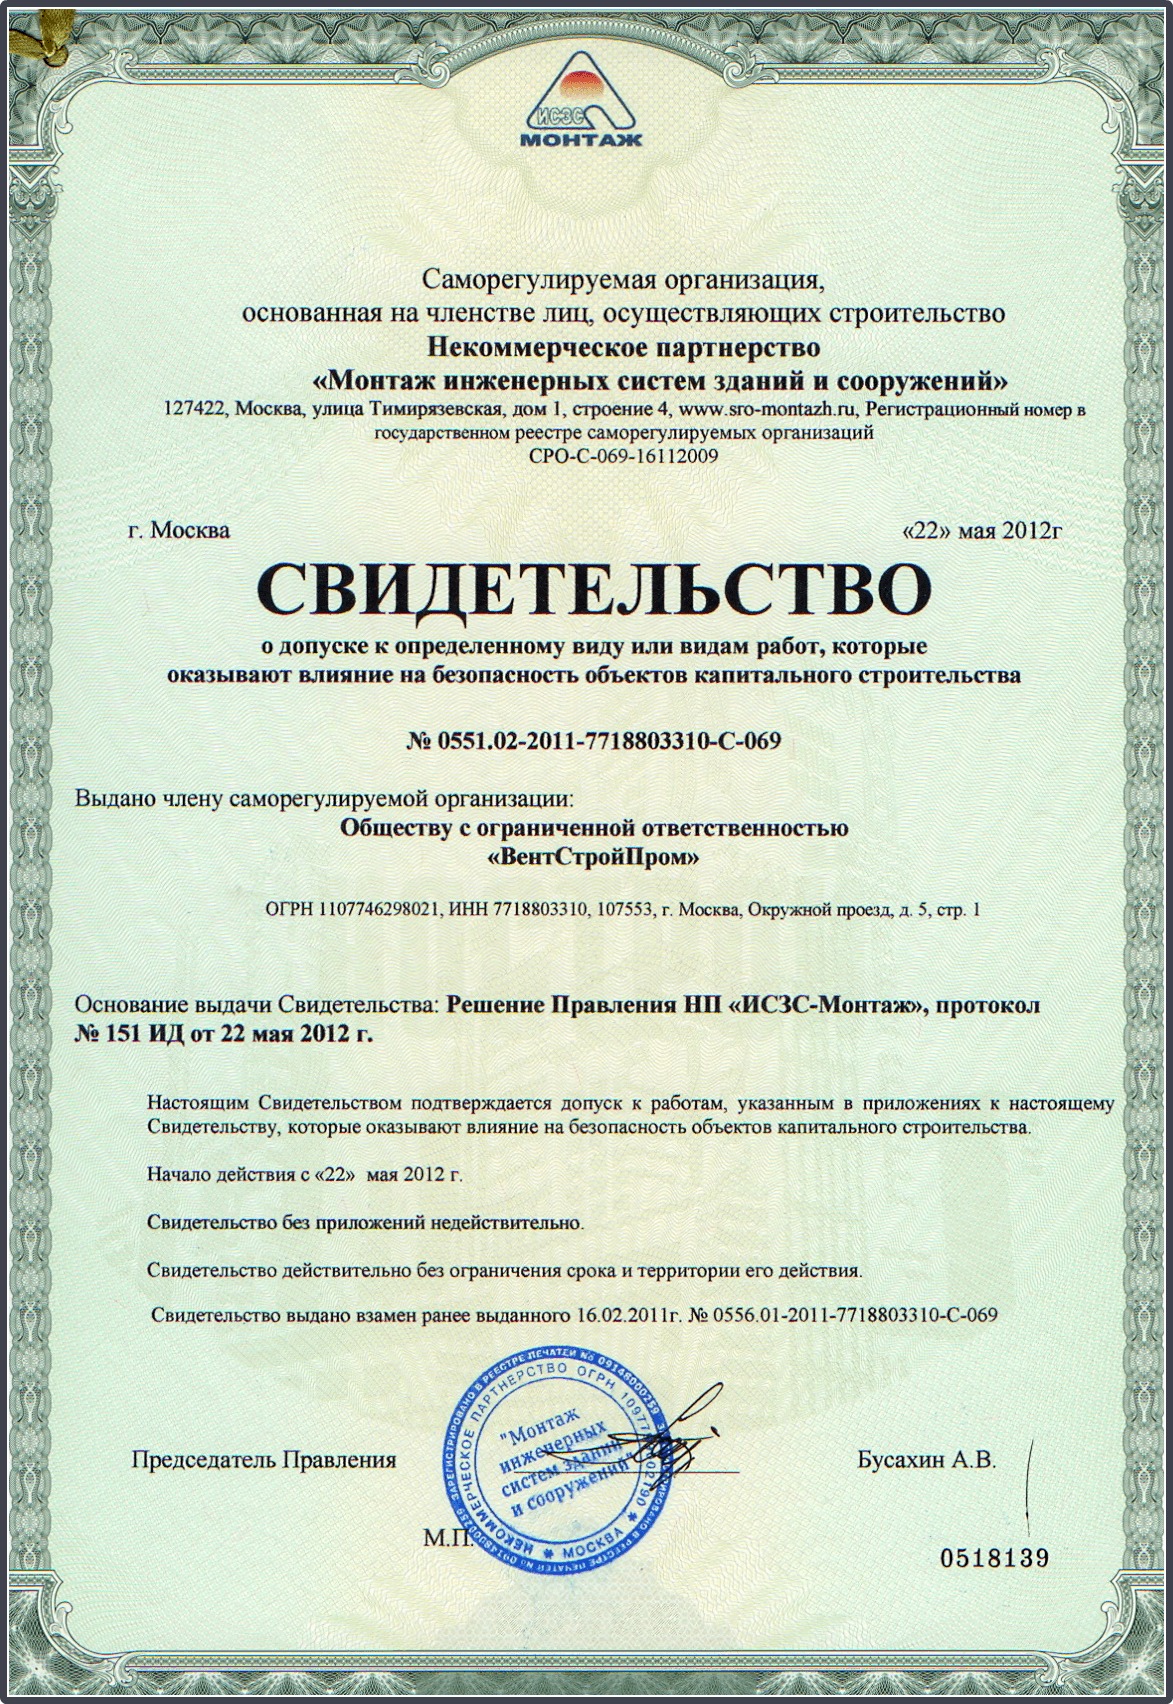 ИСЗС
МОНТАЖ
Саморегулируемая организация,
основанная на членстве лиц, осуществляющих строительство
Некоммерческое партнерство
«Монтаж инженерных систем зданий и сооружений»
127422, Москва, улица Тимирязевская, дом 1, строение 4, www.sro-montazh.ru, Регистрационный номер в
государственном реестре саморегулируемых организаций
СРО-С-069-16112009
г. Москва «22» мая 2012г
СВИДЕТЕЛЬСТВО
о допуске к определенному виду или видам работ, которые
оказывают влияние на безопасность объектов капитального строительства
№ 0551.02-2011-7718803310-С-069
Выдано члену саморегулируемой организации:
Обществу с ограниченной ответственностью
«ВентСтройПром»
ОГРН 1107746298021, ИНН 7718803310, 107553, г. Москва, Окружной проезд, д. 5, стр. 1
Основание выдачи Свидетельства: Решение Правления НП «ИСЗС-Монтаж», протокол
№ 151 ИД от 22 мая 2012 г.
Настоящим Свидетельством подтверждается допуск к работам, указанным в приложениях к настоящему
Свидетельству, которые оказывают влияние на безопасность объектов капитального строительства.
Начало действия с «22» мая 2012 г.
Свидетельство без приложений недействительно.
Свидетельство действительно без ограничения срока и территории его действия.
Свидетельство выдано взамен ранее выданного 16.02.2011г. № 0556.01-2011-7718803310-С-069
ЗАРЕГИСТРИРОВАНО В РЕЕСТРЕ ПЕЧАТЕЙ № 09148000259
НЕКОММЕРЧЕСКОЕ ПАРТНЕРСТВО ОГРН
* МОСКВА *
"Монтаж
инженерных
систем зданий
и сооружений"
Председатель Правления Бусахин А.В.
М.П.
0518139